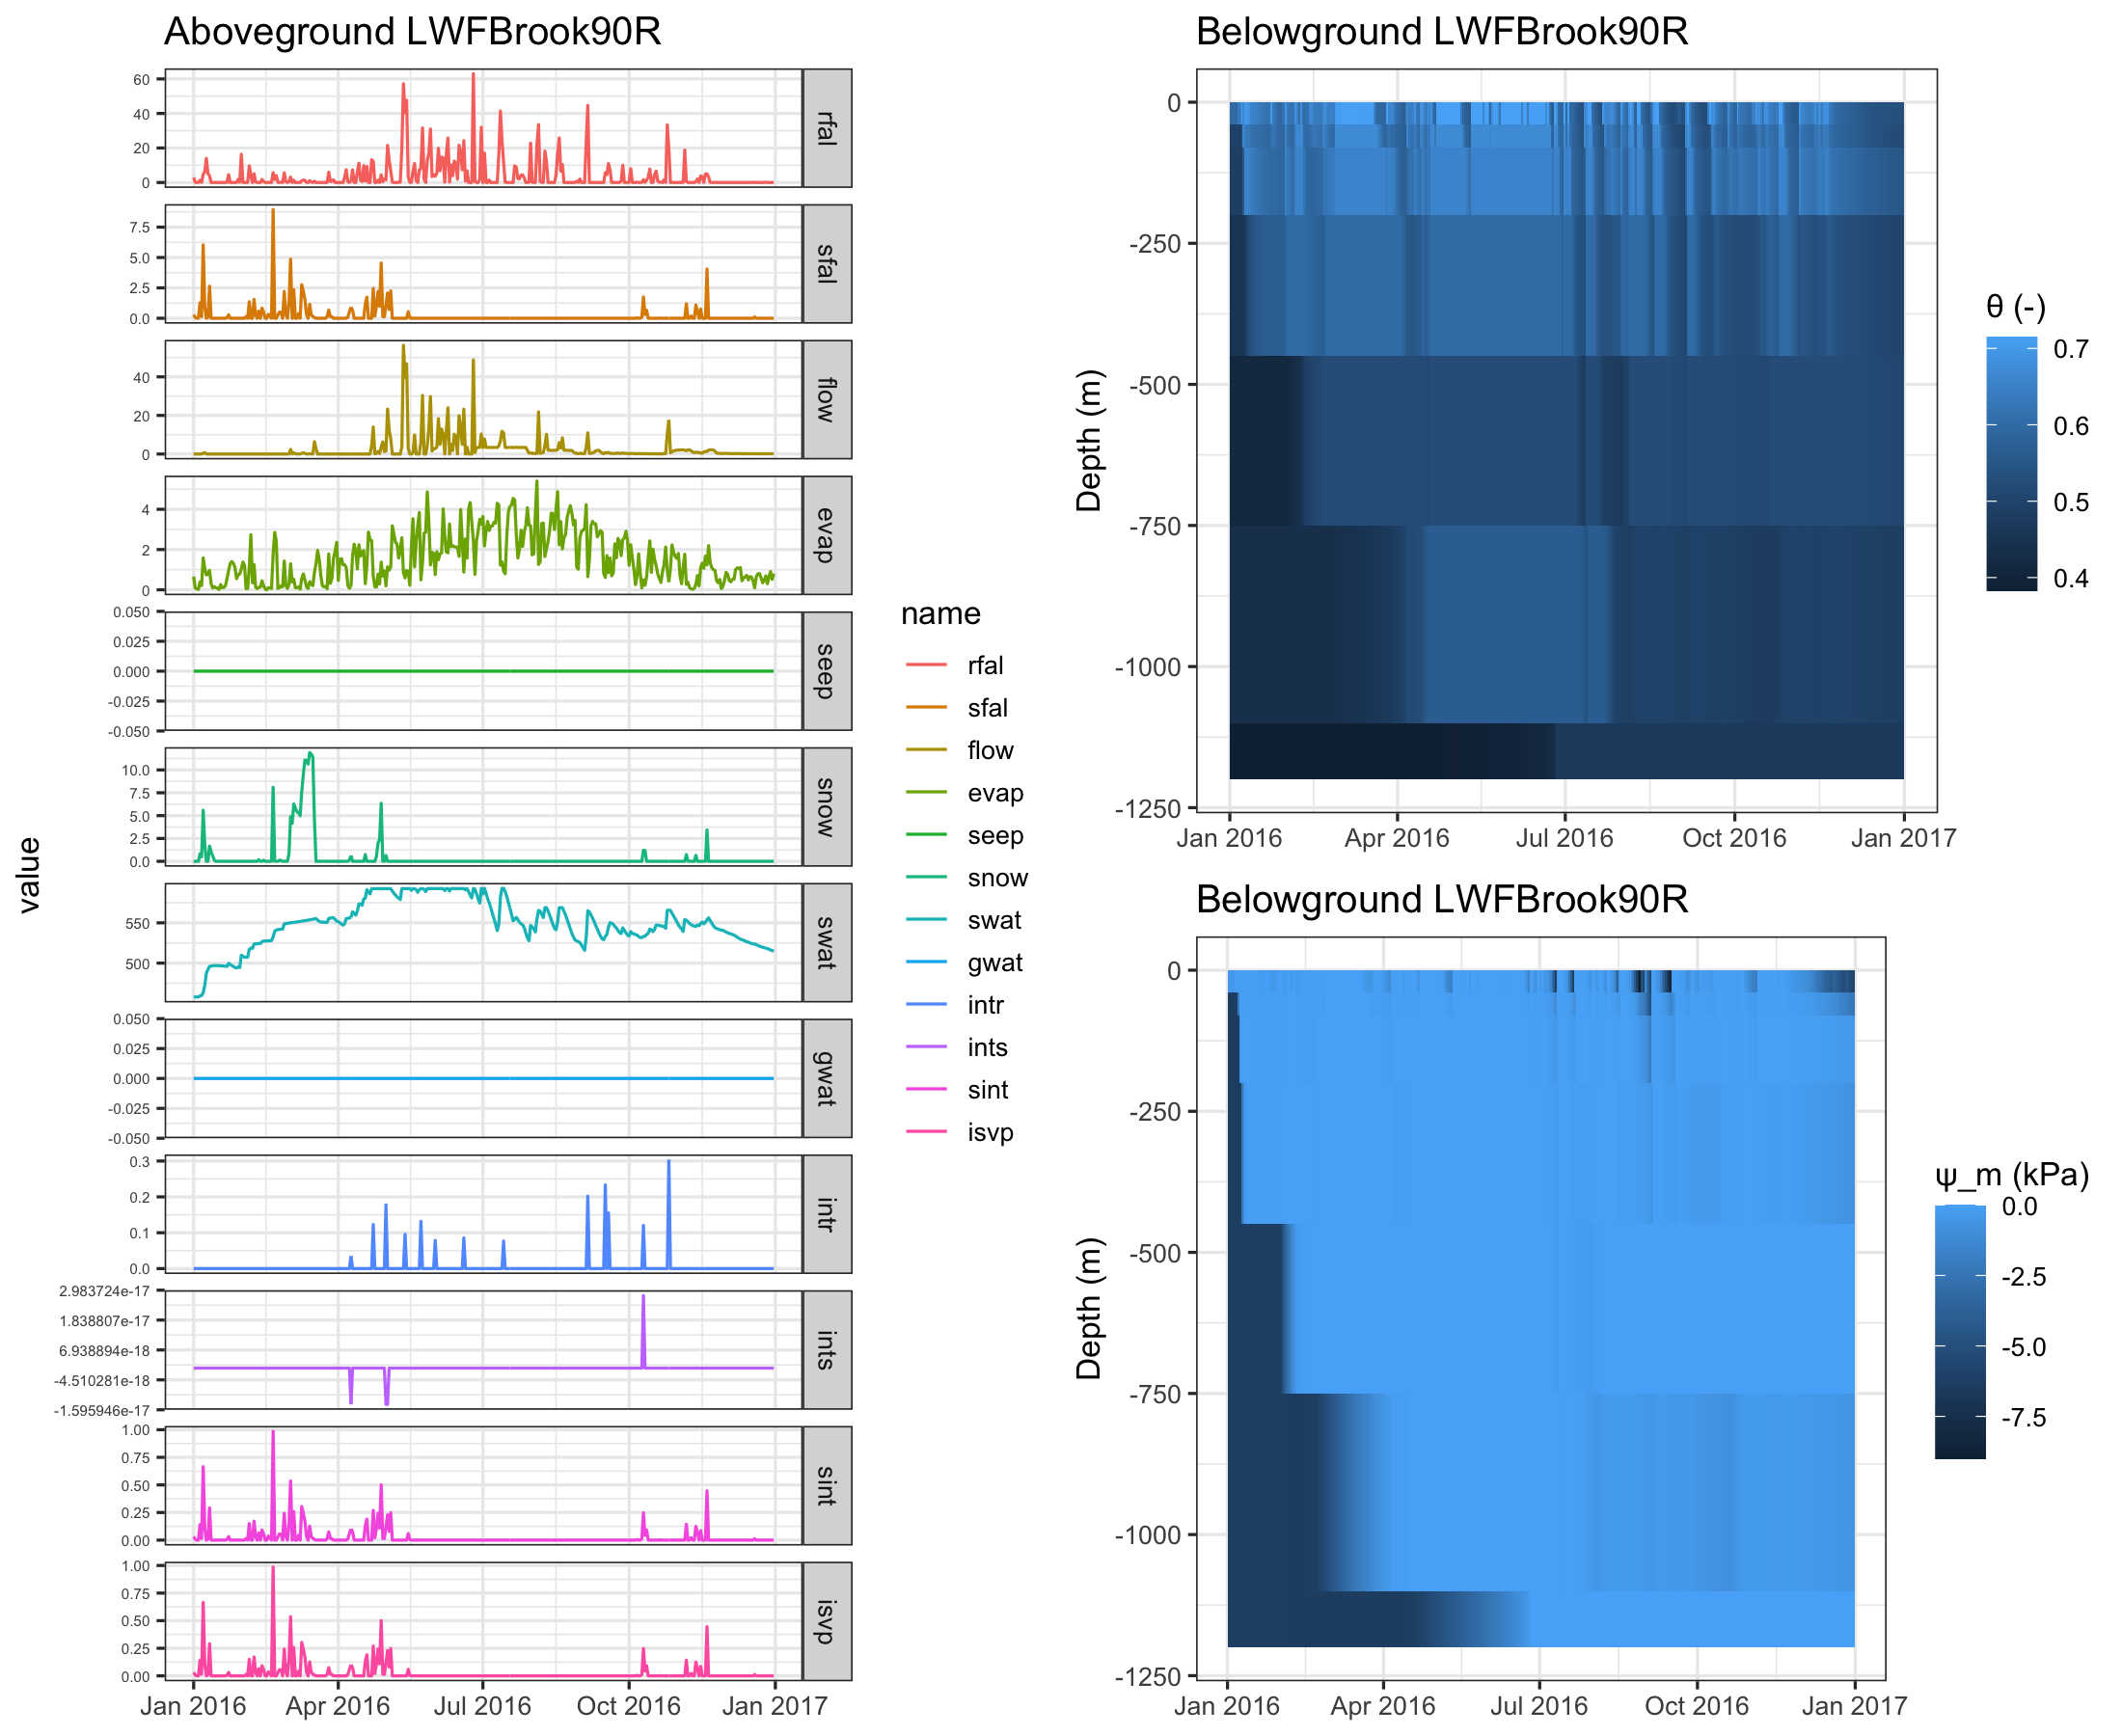 Aboveground LWFBrook90R
value
60
40
20
0
rfal
7.5
5.0
2.5
0.0
sfal
40
20
0
flow
4
2
0
evap
0.050
0.025
0.000
-0.025
-0.050
seep
10.0
7.5
5.0
2.5
0.0
snow
550
500
swat
0.050
0.025
0.000
-0.025
-0.050
gwat
0.3
0.2
0.1
0.0
intr
2.983724e-17
1.838807e-17
6.938894e-18
-4.510281e-18
-1.595946e-17
ints
1.00
0.75
0.50
0.25
0.00
sint
1.00
0.75
0.50
0.25
0.00
isvp
Jan 2016 Apr 2016 Jul 2016 Oct 2016 Jan 2017
name
rfal
sfal
flow
evap
seep
snow
swat
gwat
intr
ints
sint
isvp
Belowground LWFBrook90R
Depth (m)
0
-250
-500
-750
-1000
-1250
Jan 2016 Apr 2016 Jul 2016 Oct 2016 Jan 2017
θ (-)
0.7
0.6
0.5
0.4
Belowground LWFBrook90R
Depth (m)
0
-250
-500
-750
-1000
-1250
Jan 2016 Apr 2016 Jul 2016 Oct 2016 Jan 2017
ψ_m (kPa)
0.0
-2.5
-5.0
-7.5